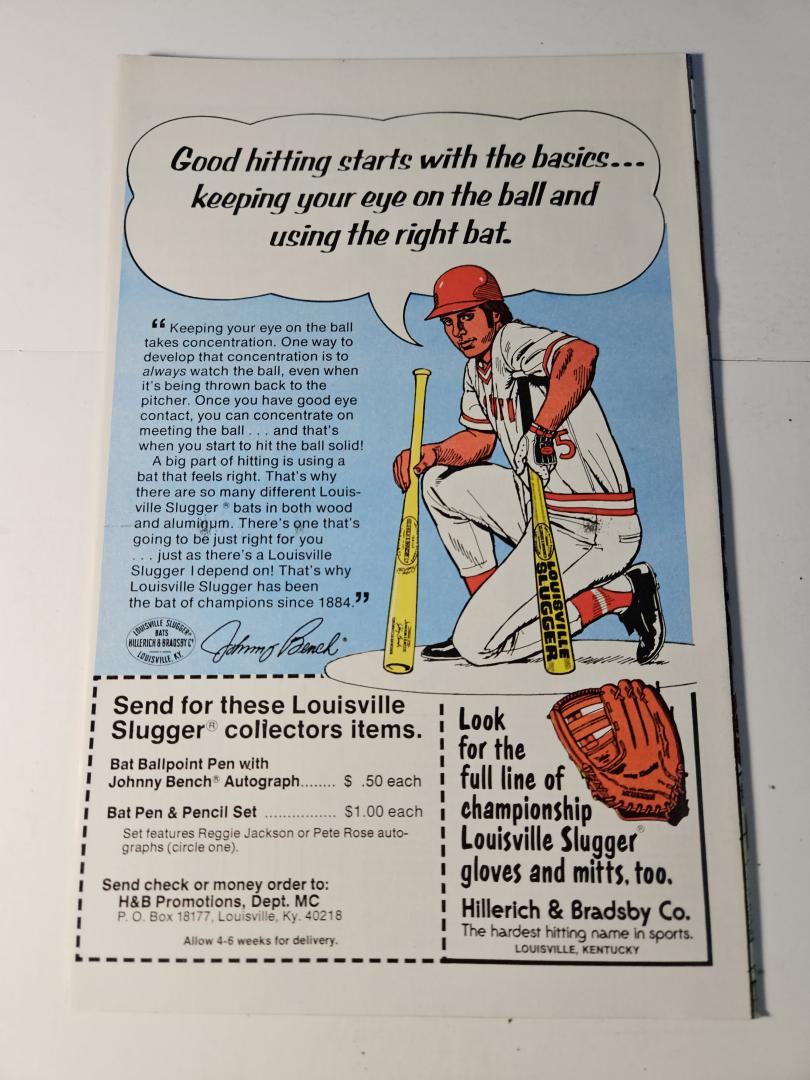 Good hitting starts with the basics...
keeping your eye on the ball and
using the right bat.
“ Keeping your eye on the ball
takes concentration. One way to
develop that concentration is to
always watch the ball, even when
it's being thrown back to the
pitcher. Once you have good eye
contact, you can concentrate on
meeting the ball . . . and that's
when you start to hit the ball solid!
A big part of hitting is using a
bat that feels right. That's why
there are so many different Louis-
ville Slugger® bats in both wood
and aluminum. There's one that's
going to be just right for you
. . . just as there's a Louisville
Slugger I depend on! That's why
Louisville Slugger has been
the bat of champions since 1884.”
LOUISVILLE SLUGGER®
BATS
HILLERICH & BRADSBY Co
LOUISVILLE, KY.
Johnny Bench®
5
LOUISVILLE
SLUGGER
Send for these Louisville
Slugger® collectors items.
Bat Ballpoint Pen with
Johnny Bench® Autograph........ $ .50 each
Bat Pen & Pencil Set ................ $1.00 each
Set features Reggie Jackson or Pete Rose auto-
graphs (circle one).
Send check or money order to:
H&B Promotions, Dept. MC
P. O. Box 18177, Louisville, Ky. 40218
Allow 4-6 weeks for delivery.
Look
for the
full line of
championship
Louisville Slugger®
gloves and mitts, too.
Hillerich & Bradsby Co.
The hardest hitting name in sports.
LOUISVILLE, KENTUCKY